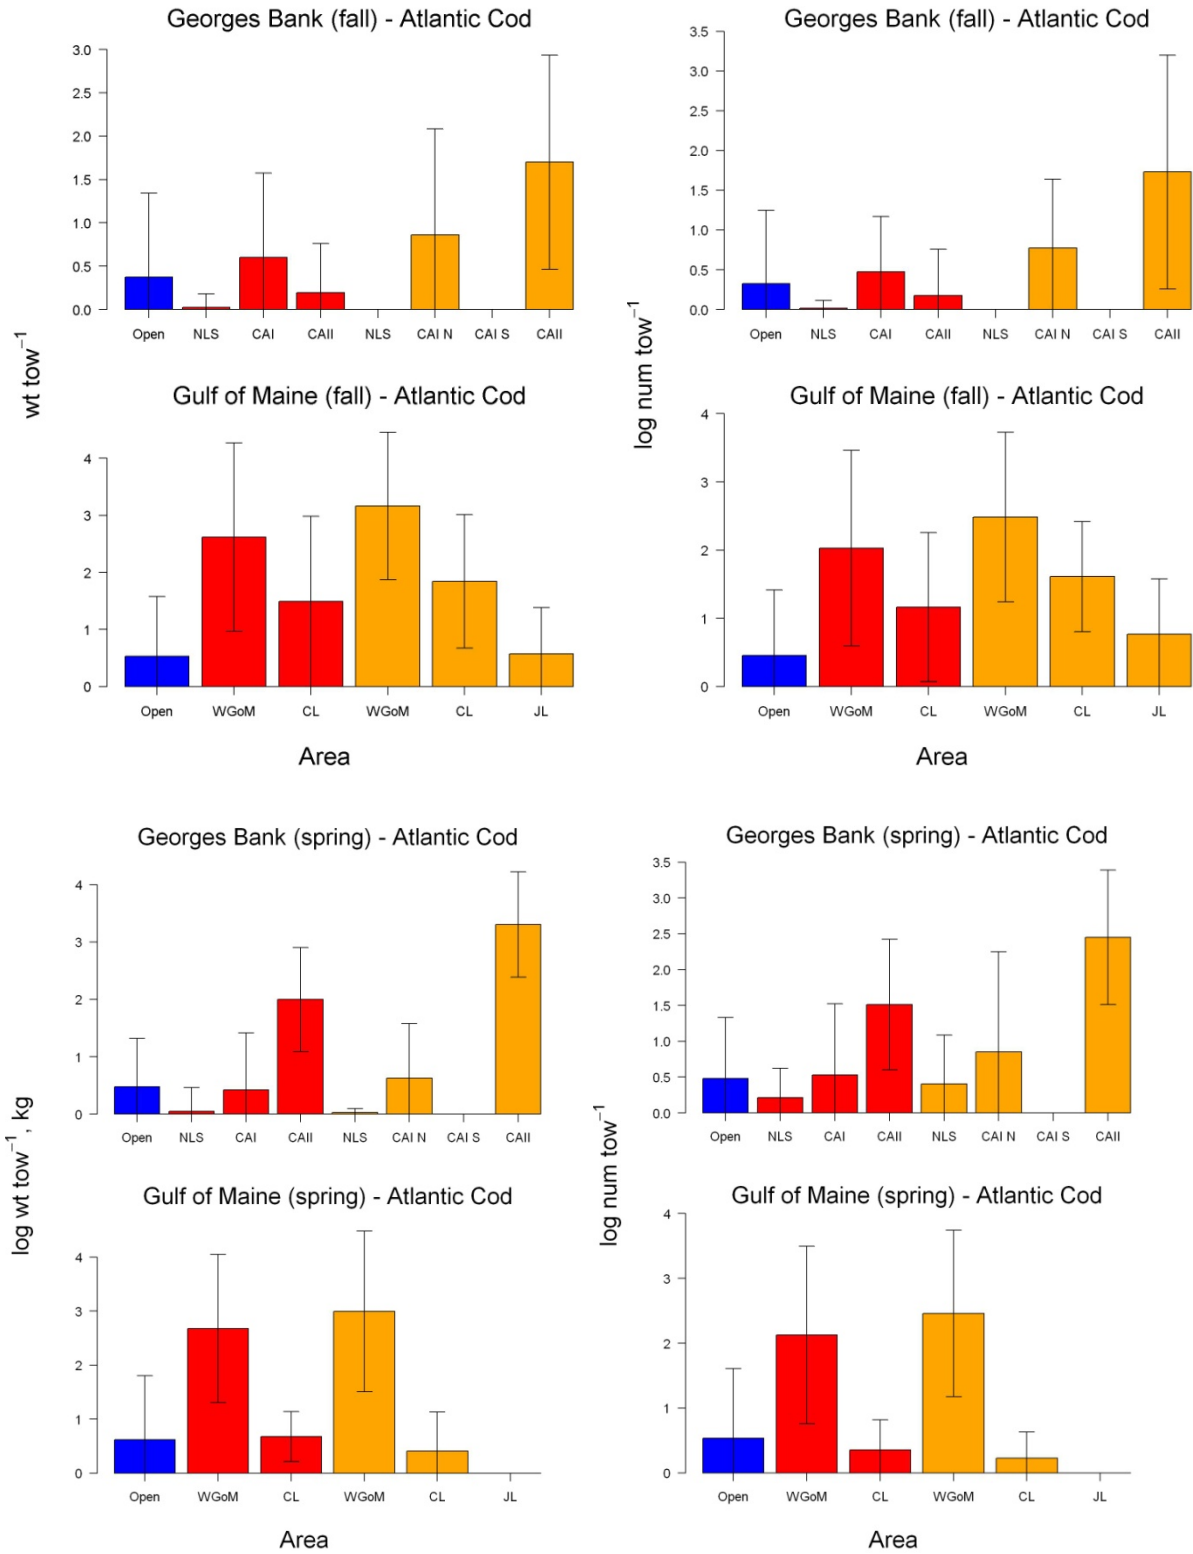 Georges Bank (fall) - Atlantic Cod
3.0
2.5
2.0
1.5
1.0
0.5
0.0
Open NLS CAI CAII NLS CAI N CAI S CAII
Georges Bank (fall) - Atlantic Cod
3.5
3.0
2.5
2.0
1.5
1.0
0.5
0.0
Open NLS CAI CAII NLS CAI N CAI S CAII
wt tow⁻¹
log num tow⁻¹
Gulf of Maine (fall) - Atlantic Cod
4
3
2
1
0
Open WGoM CL WGoM CL JL
Area
Gulf of Maine (fall) - Atlantic Cod
4
3
2
1
0
Open WGoM CL WGoM CL JL
Area
Georges Bank (spring) - Atlantic Cod
4
3
2
1
0
Open NLS CAI CAII NLS CAI N CAI S CAII
Georges Bank (spring) - Atlantic Cod
3.5
3.0
2.5
2.0
1.5
1.0
0.5
0.0
Open NLS CAI CAII NLS CAI N CAI S CAII
log wt tow⁻¹, kg
log num tow⁻¹
Gulf of Maine (spring) - Atlantic Cod
4
3
2
1
0
Open WGoM CL WGoM CL JL
Area
Gulf of Maine (spring) - Atlantic Cod
4
3
2
1
0
Open WGoM CL WGoM CL JL
Area